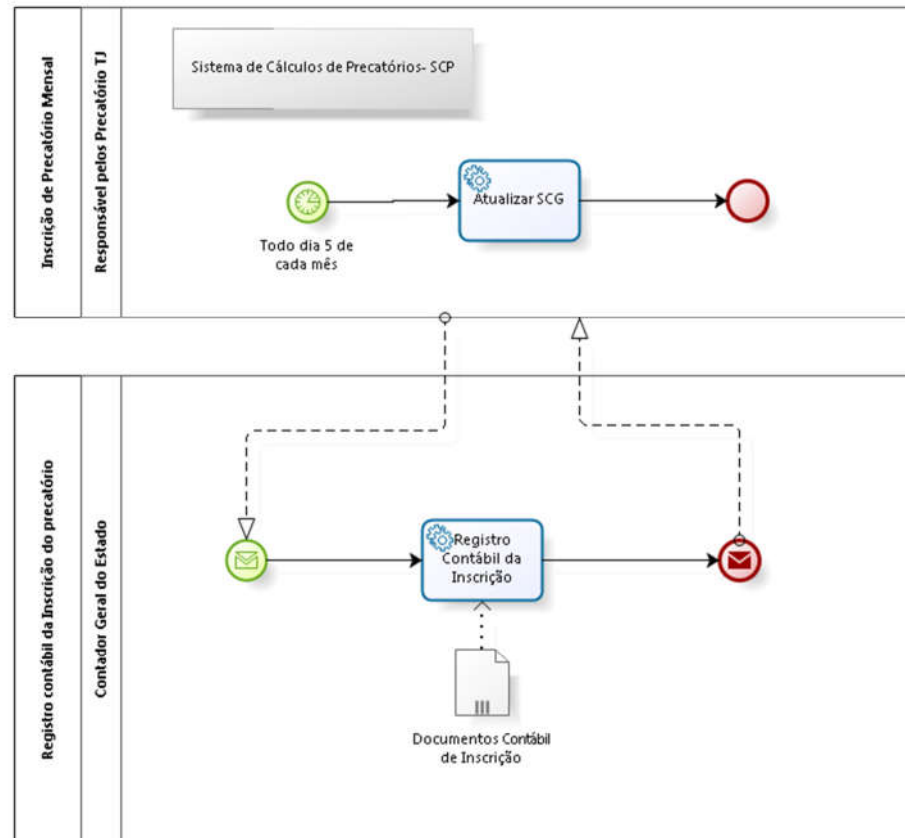 Inscrição de Precatório Mensal
Responsável pelos Precatório TJ
Sistema de Cálculos de Precatórios- SCP
Atualizar SCG
Todo dia 5 de
cada mês
Registro contábil da Inscrição do precatório
Contador Geral do Estado
Registro
Contábil da
Inscrição
Documentos Contábil
de Inscrição